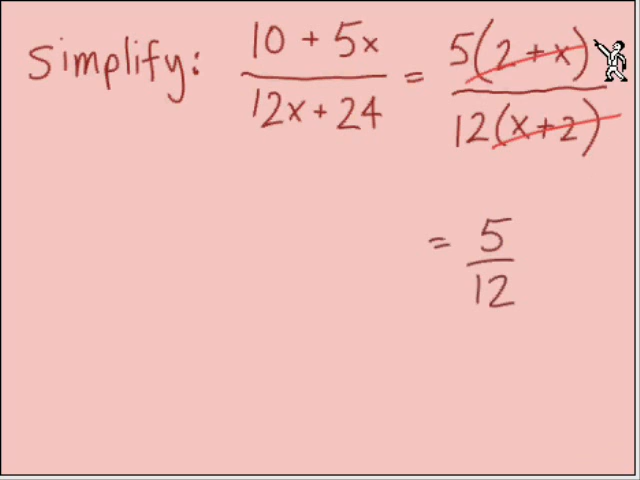 Simplify: 10 + 5x / 12x + 24 = 5(2 + x) / 12(x + 2)
= 5 / 12